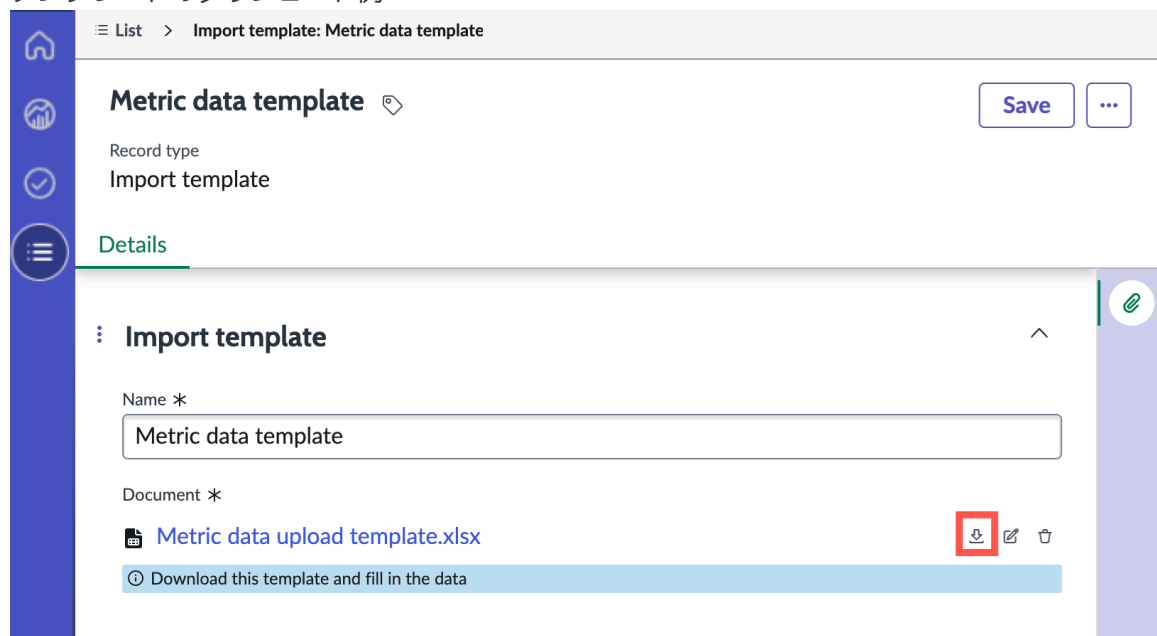 List > Import template: Metric data template
Metric data template
Save ...
Record type
Import template
Details
Import template
Name *
Metric data template
Document *
Metric data upload template.xlsx
Download this template and fill in the data